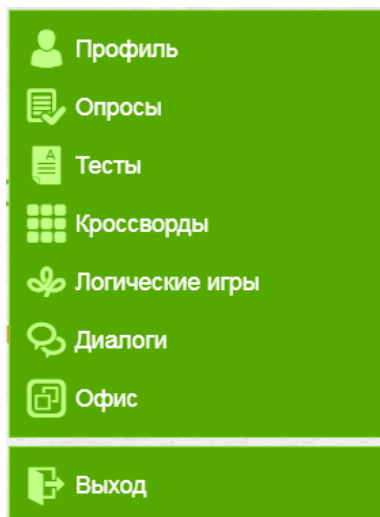 Профиль
Опросы
Тесты
Кроссворды
Логические игры
Диалоги
Офис
Выход